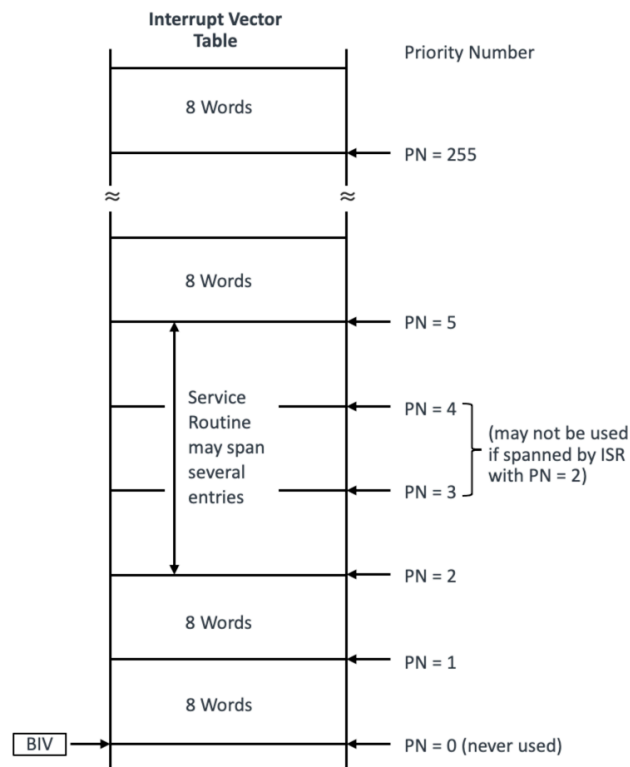 Interrupt Vector
Table
Priority Number
8 Words
PN = 255
≈ ≈
8 Words
PN = 5
Service
Routine
may span
several
entries
PN = 4
(may not be used
if spanned by ISR
with PN = 2)
PN = 3
PN = 2
8 Words
PN = 1
8 Words
BIV
PN = 0 (never used)